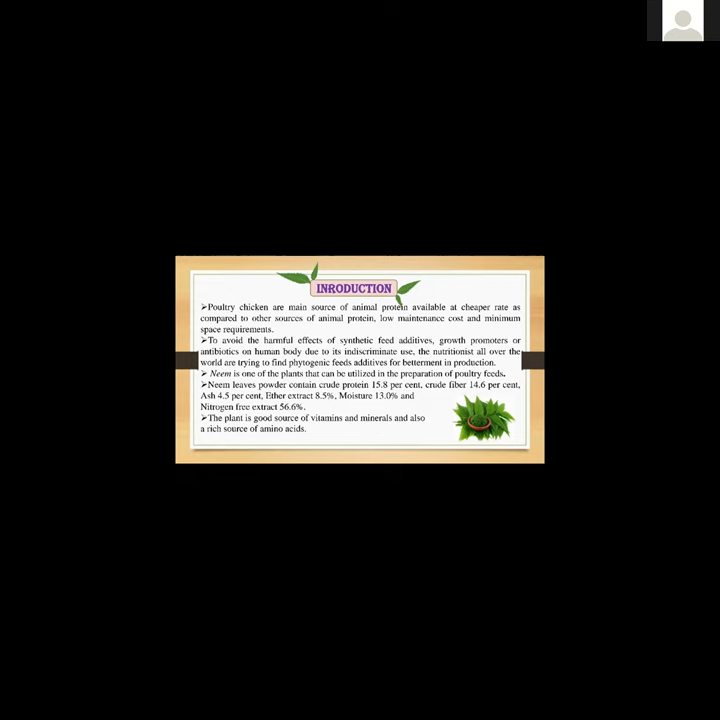 INRODUCTION
➢Poultry chicken are main source of animal protein available at cheaper rate as
compared to other sources of animal protein, low maintenance cost and minimum
space requirements.
➢To avoid the harmful effects of synthetic feed additives, growth promoters or
antibiotics on human body due to its indiscriminate use, the nutritionist all over the
world are trying to find phytogenic feeds additives for betterment in production.
➢ Neem is one of the plants that can be utilized in the preparation of poultry feeds.
➢Neem leaves powder contain crude protein 15.8 per cent, crude fiber 14.6 per cent,
Ash 4.5 per cent, Ether extract 8.5%, Moisture 13.0% and
Nitrogen free extract 56.6%.
➢The plant is good source of vitamins and minerals and also
a rich source of amino acids.